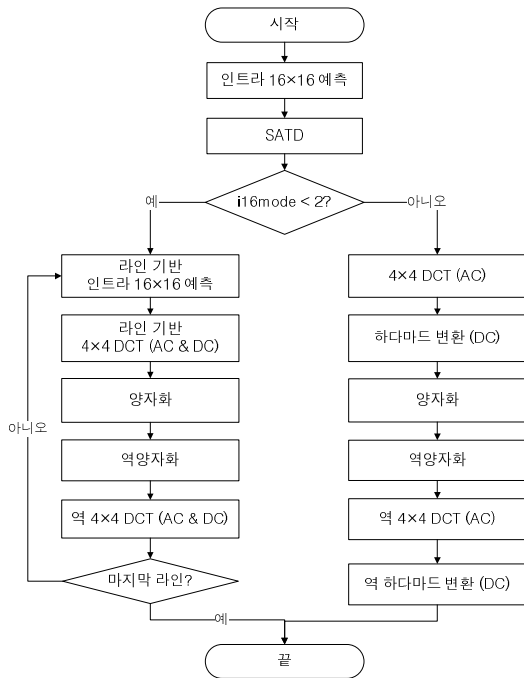 시작
인트라 16×16 예측
SATD
i16mode < 2?
예
아니오
라인 기반
인트라 16×16 예측
라인 기반
4×4 DCT (AC & DC)
양자화
역양자화
역 4×4 DCT (AC & DC)
마지막 라인?
아니오
예
4×4 DCT (AC)
하다마드 변환 (DC)
양자화
역양자화
역 4×4 DCT (AC)
역 하다마드 변환 (DC)
끝